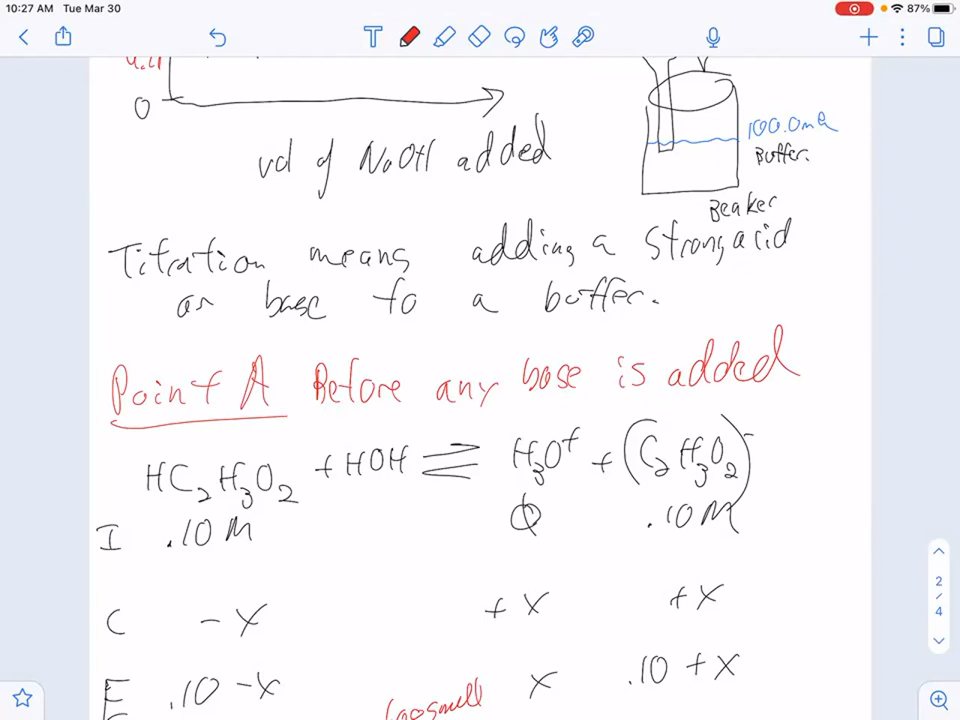 10:27 AM Tue Mar 30
87%
0
vol of NaOH added
100.0mL
Buffer.
Beaker
Titration means adding a strong acid
or base to a buffer.
Point A Before any base is added
HC2H3O2 + HOH ⇌ H3O+ + (C2H3O2)-
I .10 M 0 .10 M
C - X + X + X
E .10 - X X .10 + X
too small
2
/
4